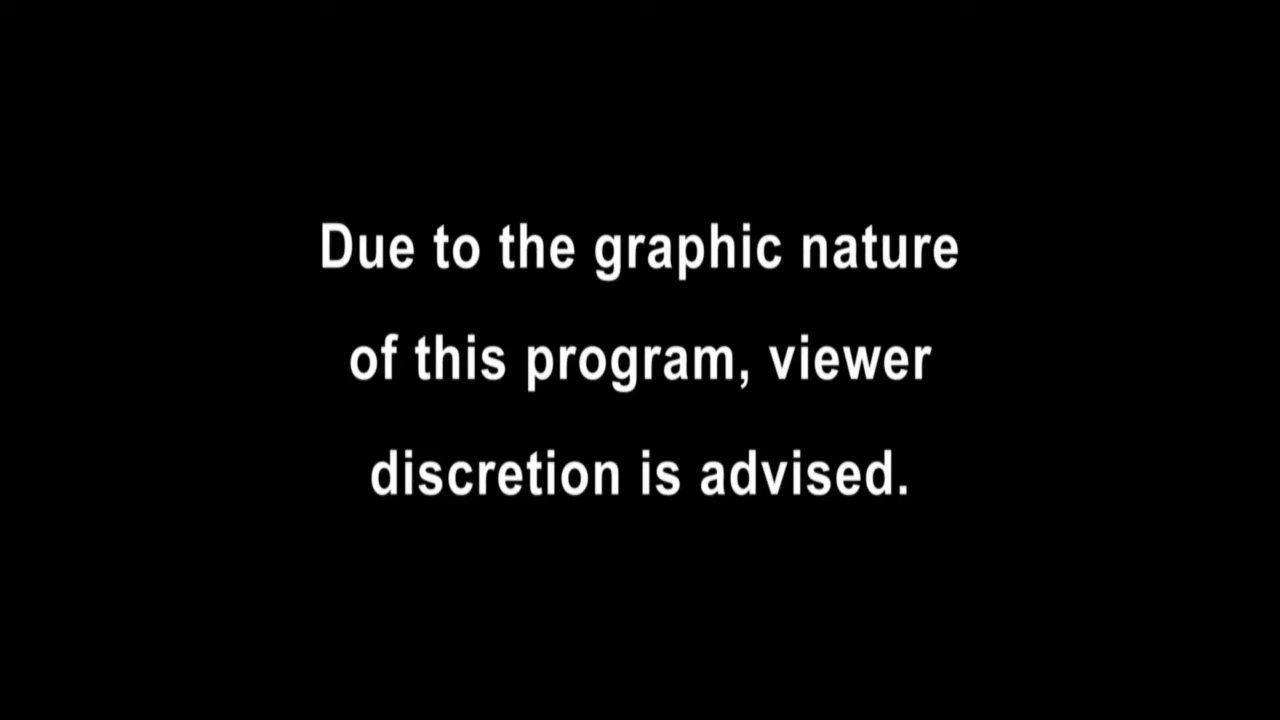 Due to the graphic nature
of this program, viewer
discretion is advised.